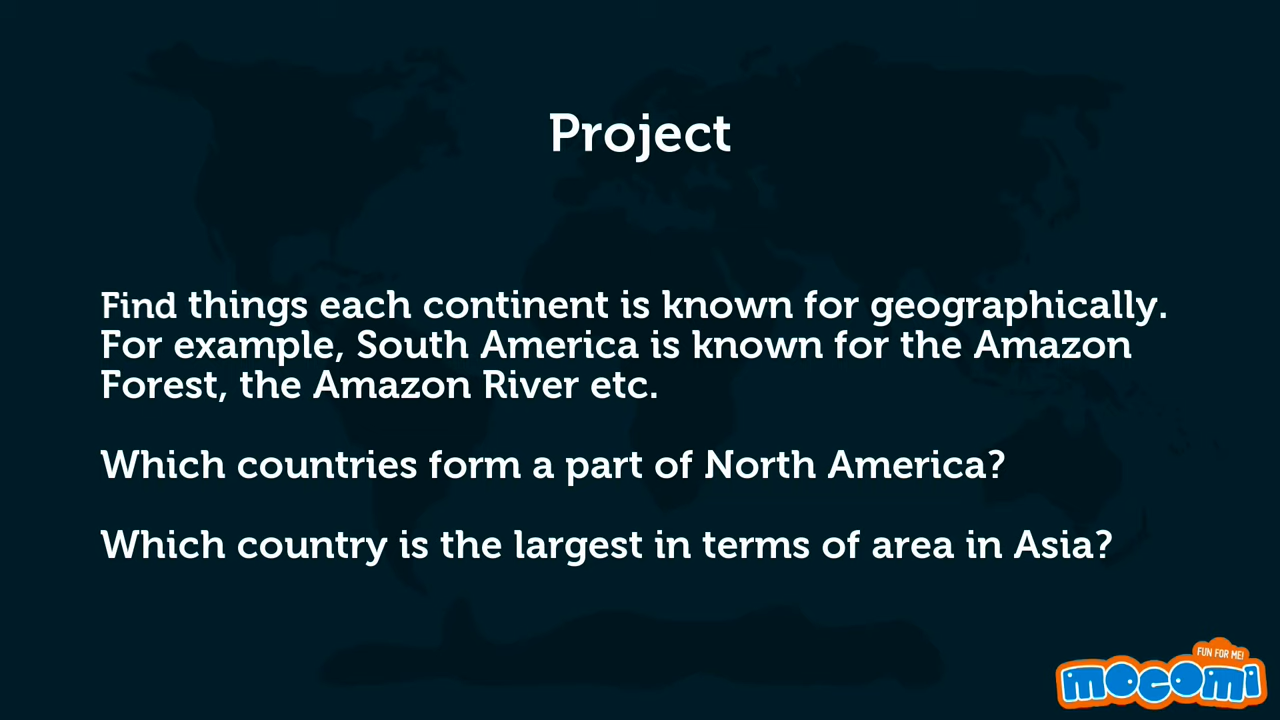 Project
Find things each continent is known for geographically.
For example, South America is known for the Amazon
Forest, the Amazon River etc.
Which countries form a part of North America?
Which country is the largest in terms of area in Asia?
FUN FOR ME!
mocomi